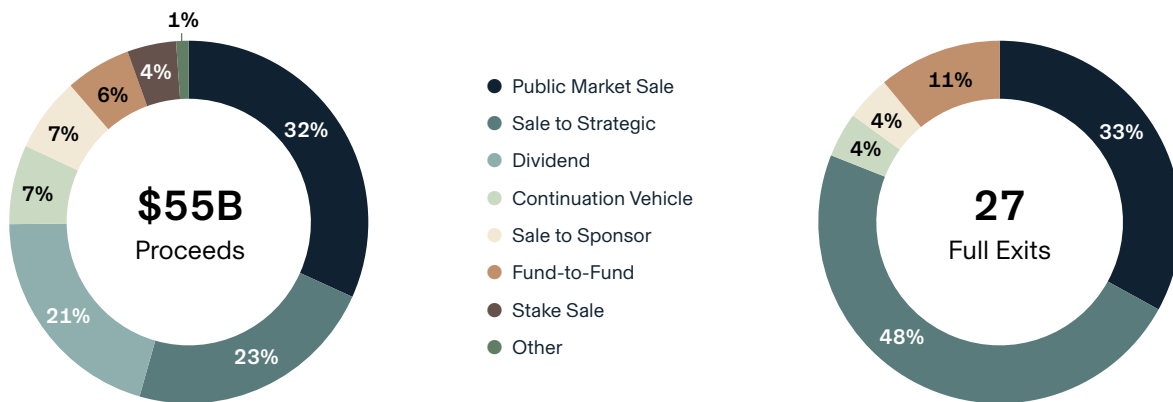 1%
4%
6%
7%
7%
32%
$55B
Proceeds
21%
23%
Public Market Sale
Sale to Strategic
Dividend
Continuation Vehicle
Sale to Sponsor
Fund-to-Fund
Stake Sale
Other
11%
4%
4%
33%
27
Full Exits
48%